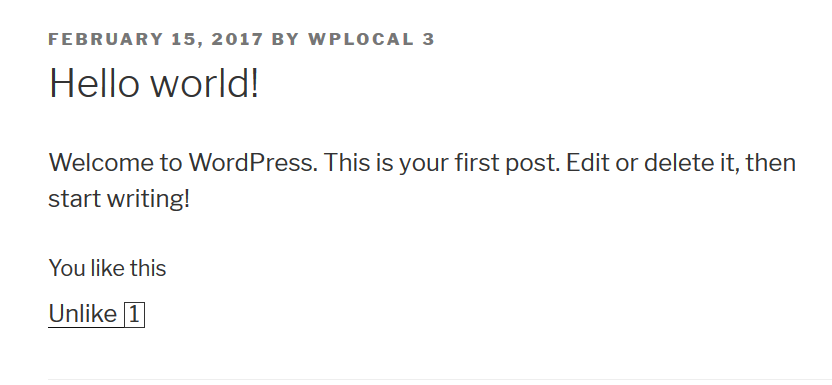 FEBRUARY 15, 2017 BY WPLOCAL 3
Hello world!
Welcome to WordPress. This is your first post. Edit or delete it, then
start writing!
You like this
Unlike 1